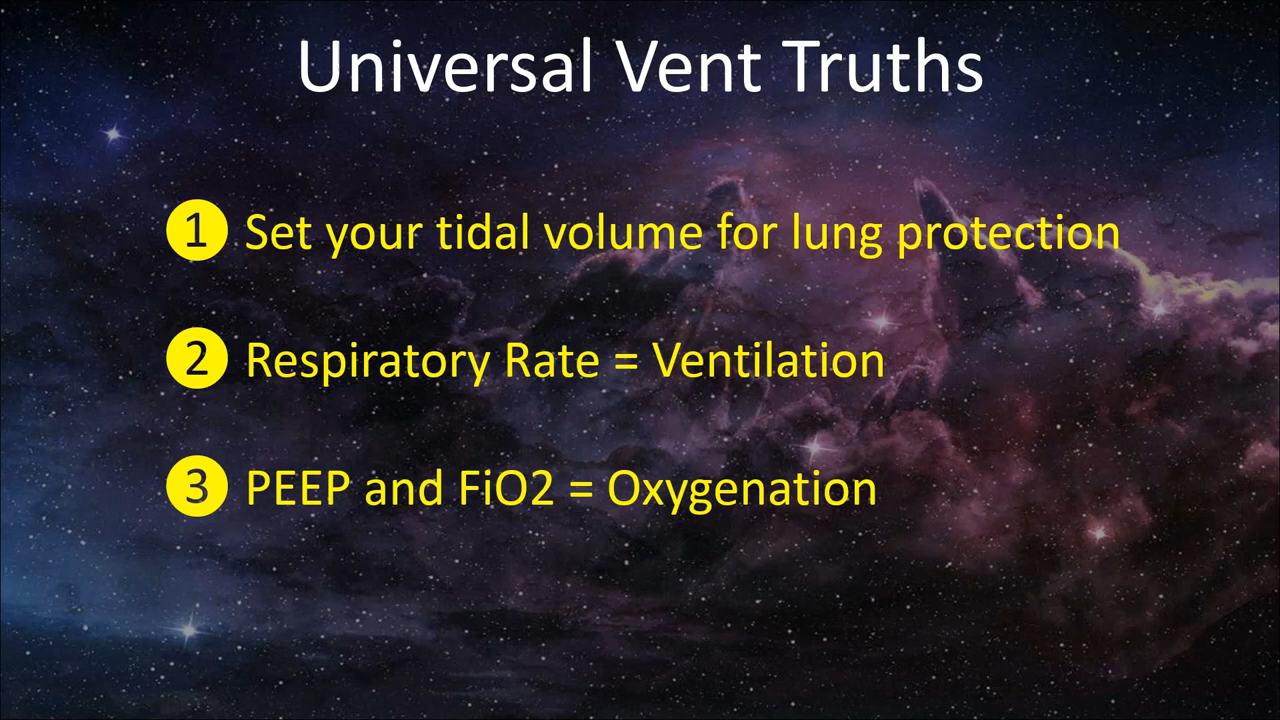 Universal Vent Truths
1 Set your tidal volume for lung protection
2 Respiratory Rate = Ventilation
3 PEEP and FiO2 = Oxygenation